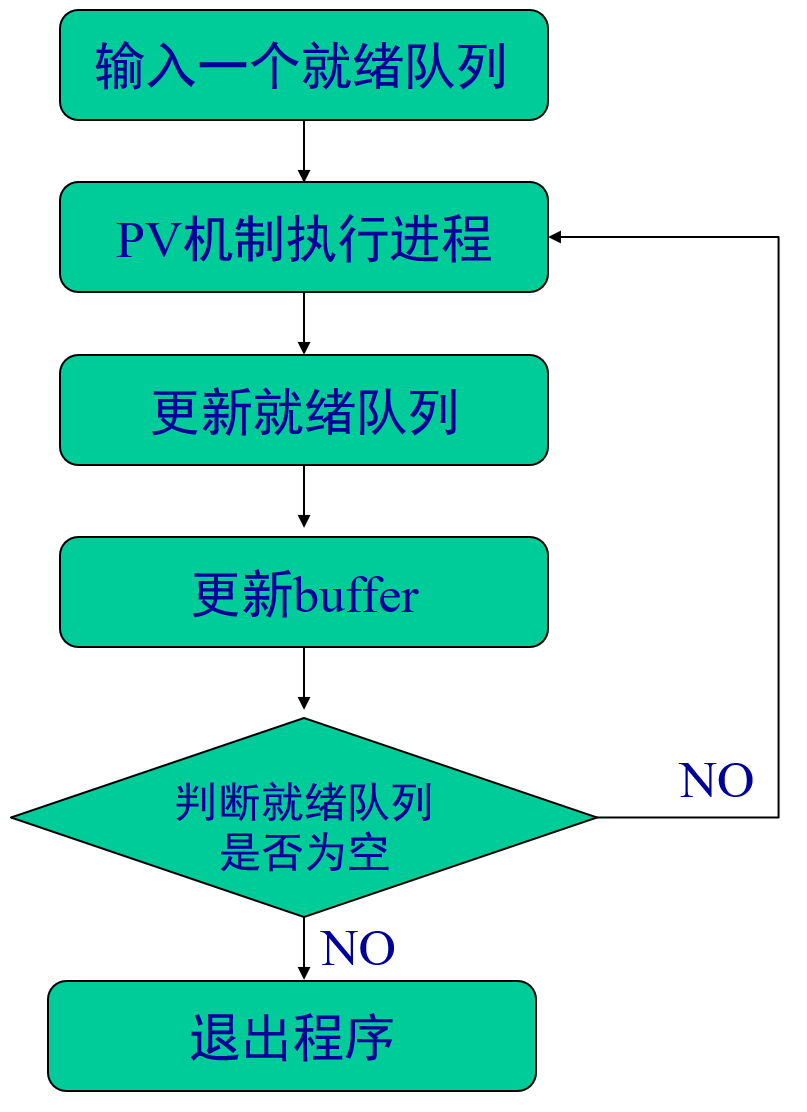 输入一个就绪队列
PV机制执行进程
更新就绪队列
更新buffer
判断就绪队列
是否为空
NO
NO
退出程序